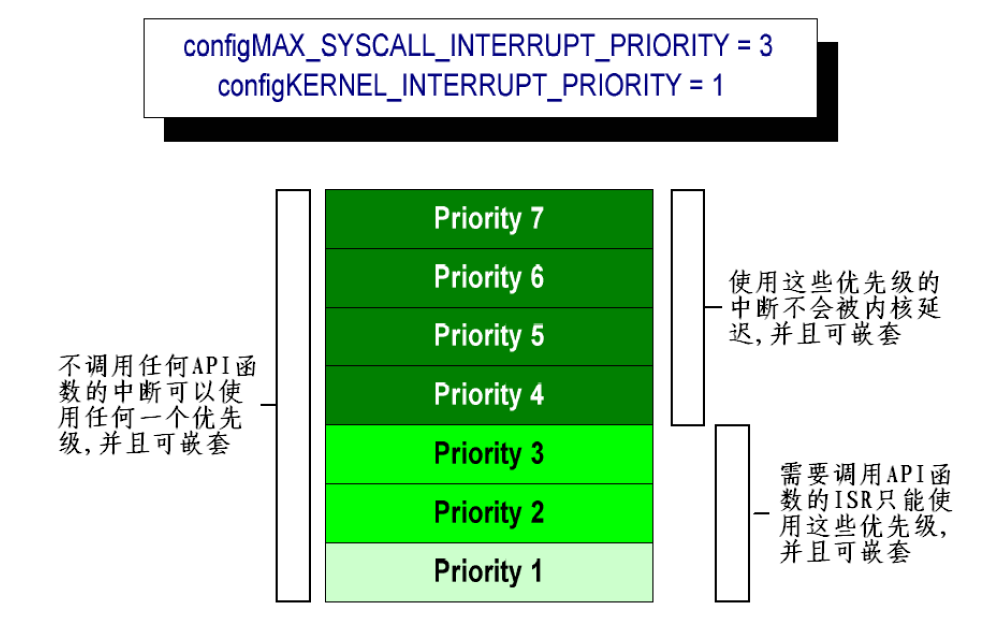 configMAX_SYSCALL_INTERRUPT_PRIORITY = 3
configKERNEL_INTERRUPT_PRIORITY = 1
Priority 7
Priority 6
Priority 5
Priority 4
Priority 3
Priority 2
Priority 1
不调用任何API函
数的中断可以使
用任何一个优先
级,并且可嵌套
使用这些优先级的
中断不会被内核延
迟,并且可嵌套
需要调用API函
数的ISR只能使
用这些优先级,
并且可嵌套